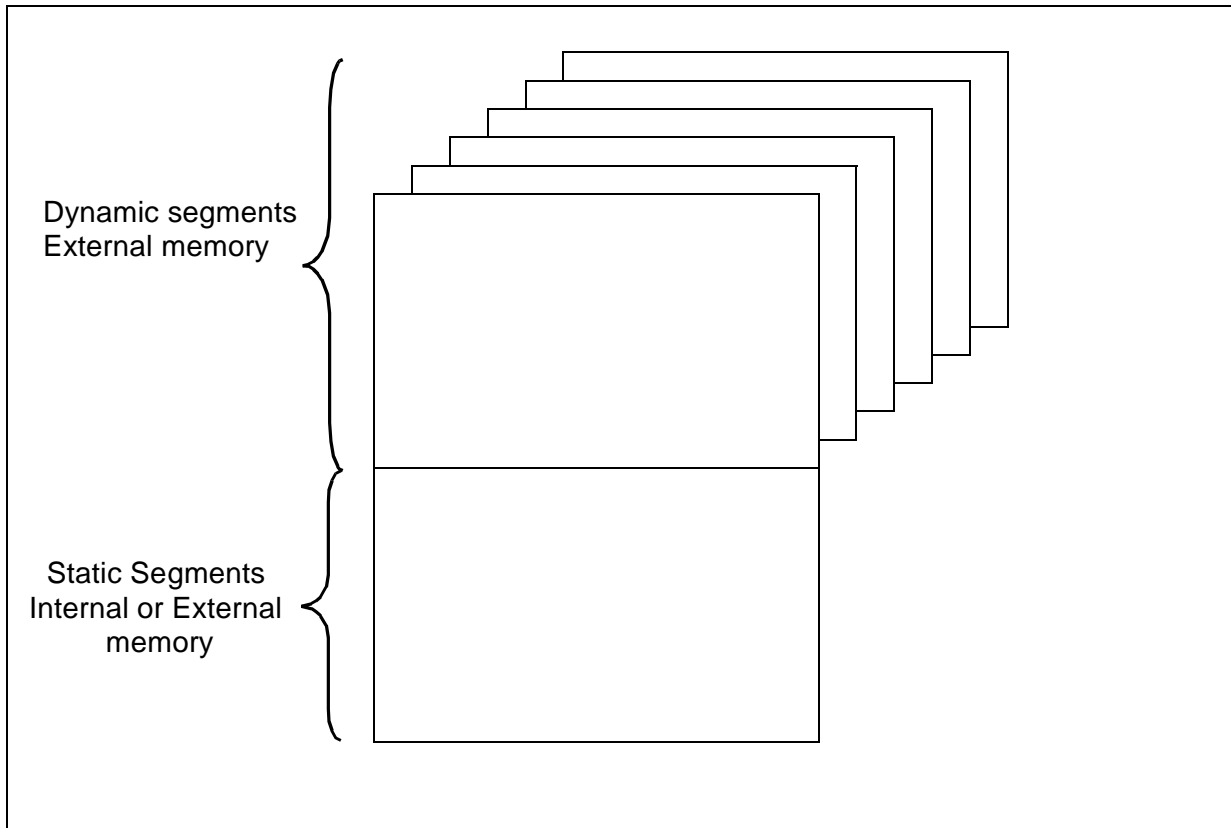 Dynamic segments
External memory
Static Segments
Internal or External
memory